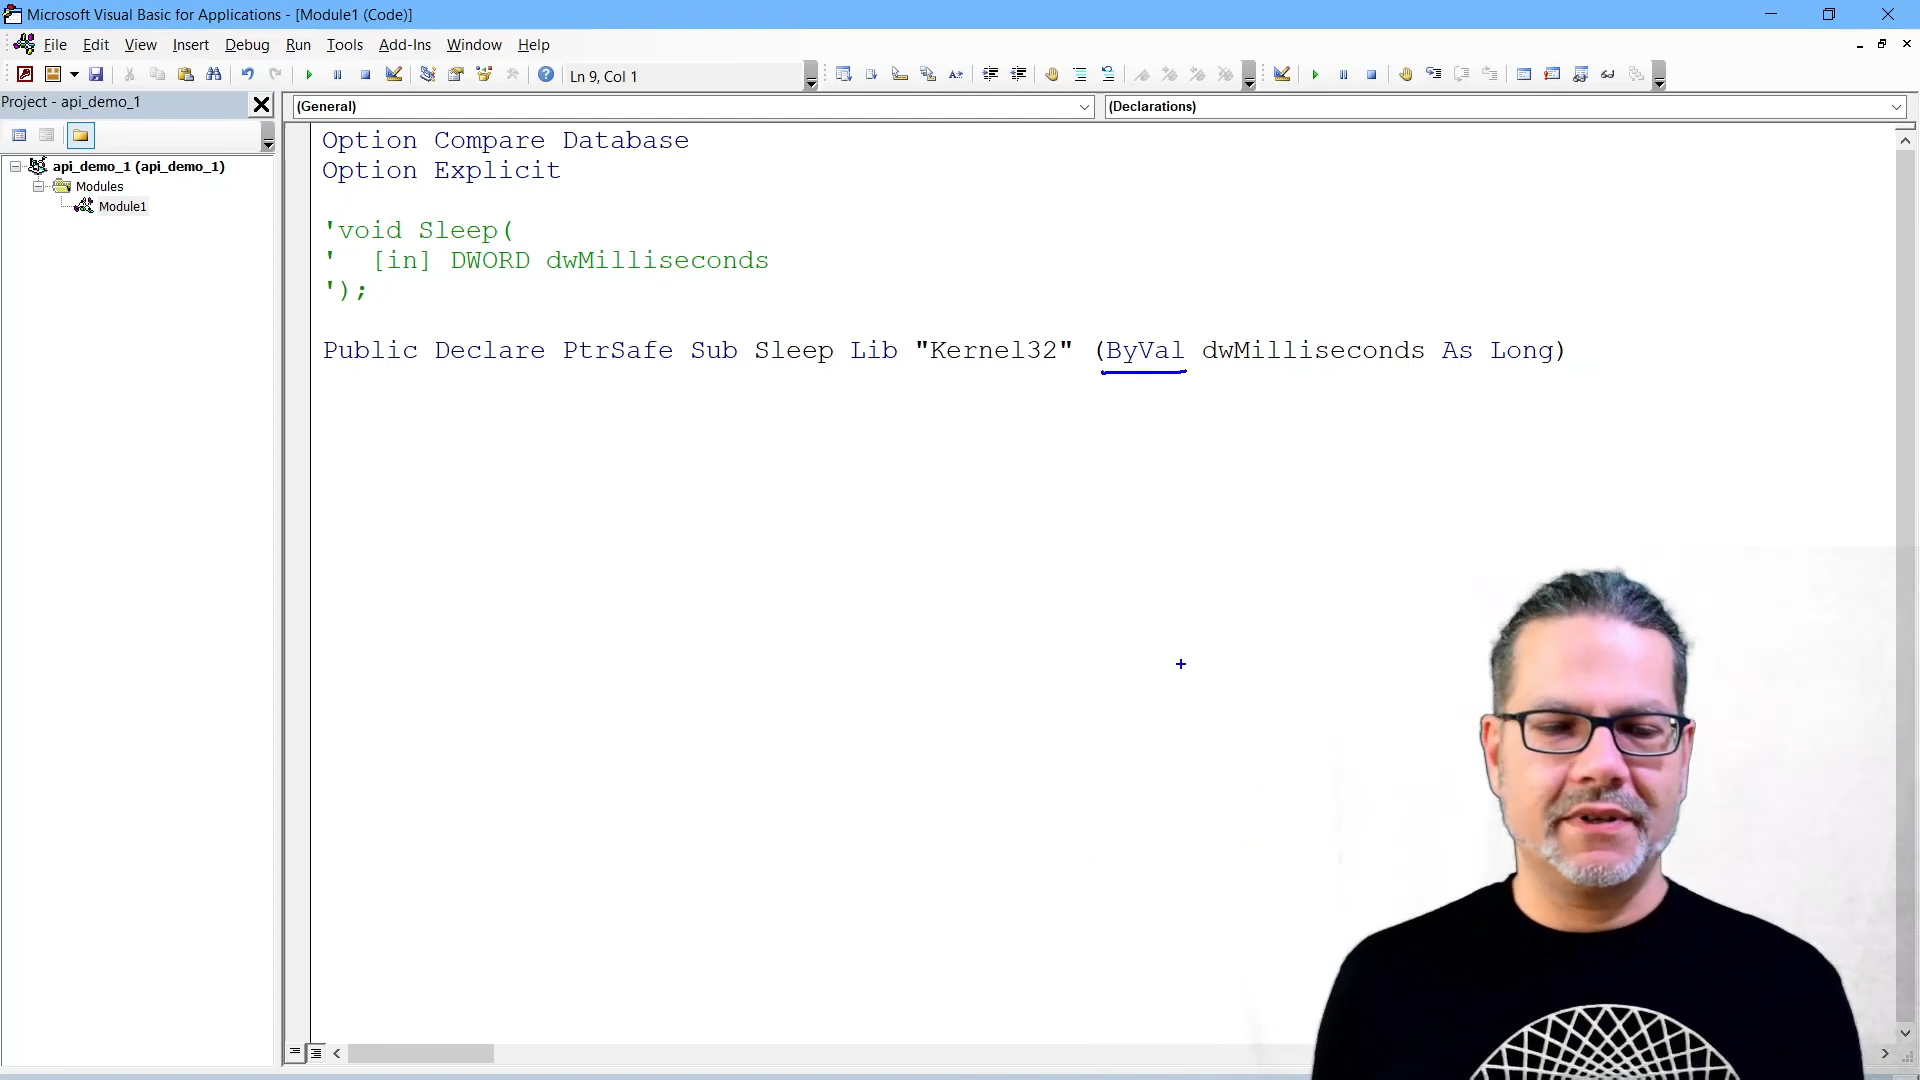 Microsoft Visual Basic for Applications - [Module1 (Code)]
File Edit View Insert Debug Run Tools Add-Ins Window Help
Ln 9, Col 1
Project - api_demo_1
(General)
(Declarations)
api_demo_1 (api_demo_1)
Modules
Module1
Option Compare Database
Option Explicit
'void Sleep(
'  [in] DWORD dwMilliseconds
');
Public Declare PtrSafe Sub Sleep Lib "Kernel32" (ByVal dwMilliseconds As Long)